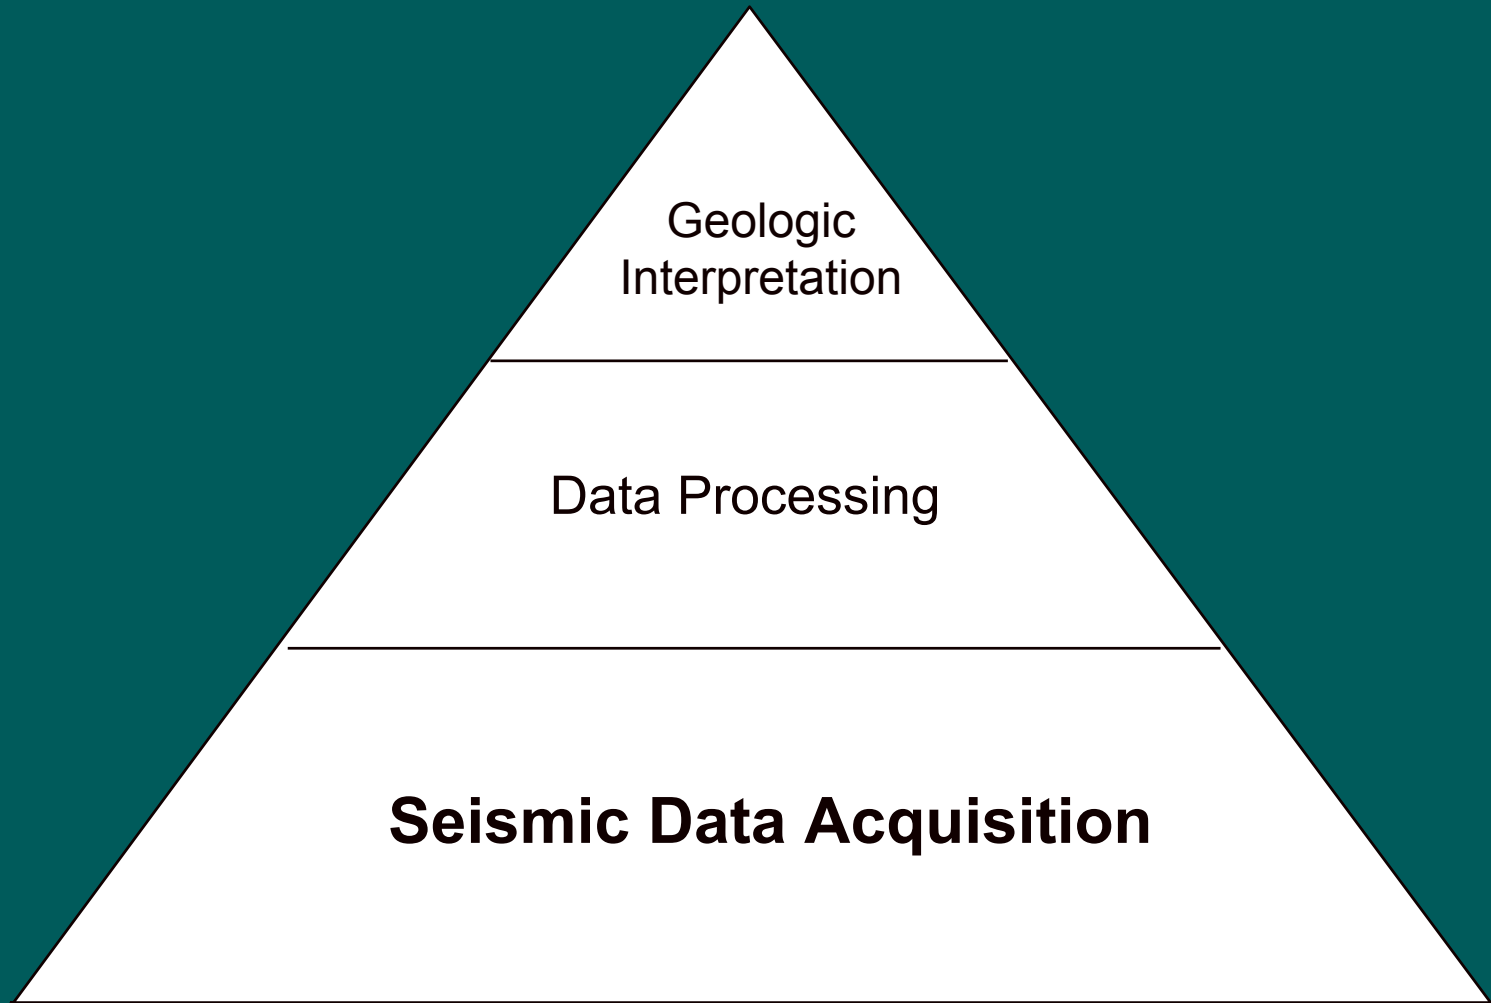 Geologic
Interpretation
Data Processing
Seismic Data Acquisition